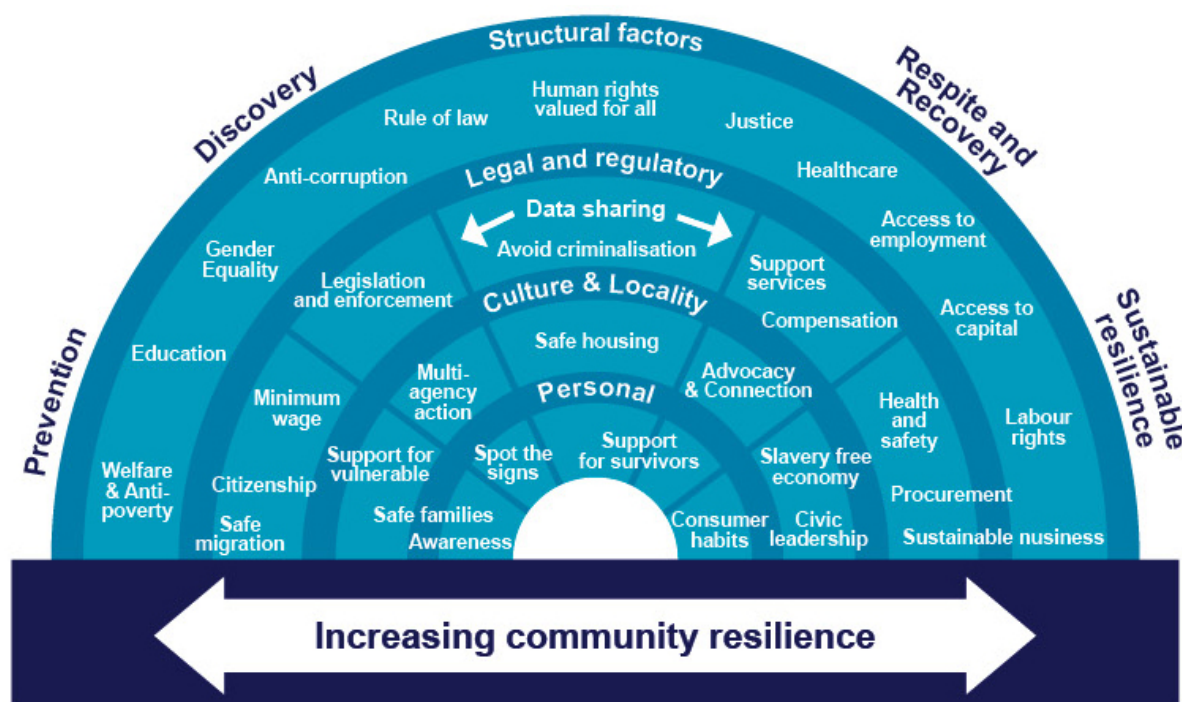 Structural factors
Discovery
Respite and
Recovery
Prevention
Sustainable
resilience
Human rights
valued for all
Rule of law
Justice
Anti-corruption
Healthcare
Gender
Equality
Access to
employment
Education
Access to
capital
Welfare
& Anti-
poverty
Labour
rights
Legal and regulatory
Data sharing
Avoid criminalisation
Legislation
and enforcement
Support
services
Compensation
Minimum
wage
Health
and
safety
Citizenship
Procurement
Safe
migration
Sustainable nusiness
Culture & Locality
Safe housing
Multi-
agency
action
Advocacy
& Connection
Support for
vulnerable
Slavery free
economy
Safe families
Civic
leadership
Personal
Spot the
signs
Support
for survivors
Awareness
Consumer
habits
Increasing community resilience